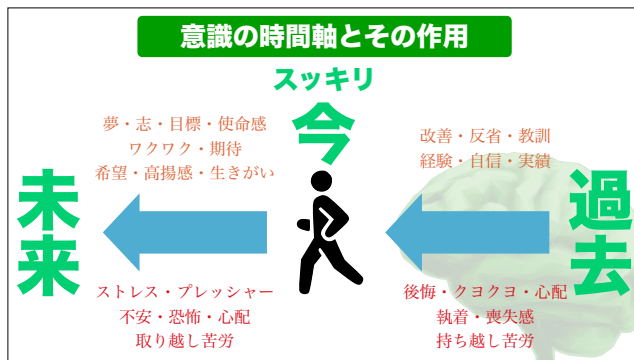 意識の時間軸とその作用
スッキリ
今
夢・志・目標・使命感
ワクワク・期待
希望・高揚感・生きがい
改善・反省・教訓
経験・自信・実績
未来
過去
ストレス・プレッシャー
不安・恐怖・心配
取り越し苦労
後悔・クヨクヨ・心配
執着・喪失感
持ち越し苦労